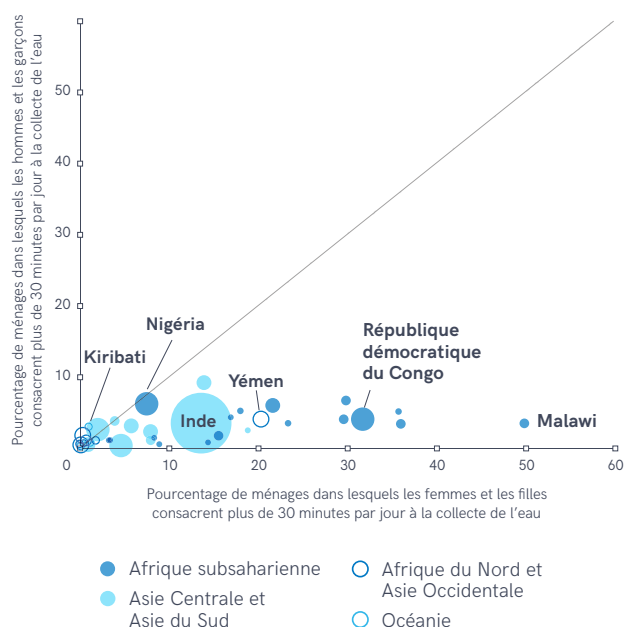 Pourcentage de ménages dans lesquels les hommes et les garçons
consacrent plus de 30 minutes par jour à la collecte de l'eau
50
40
30
20
10
0
10
20
30
40
50
60
Nigéria
Kiribati
Yémen
République
démocratique
du Congo
Inde
Malawi
Pourcentage de ménages dans lesquels les femmes et les filles
consacrent plus de 30 minutes par jour à la collecte de l'eau
Afrique subsaharienne
Asie Centrale et
Asie du Sud
Afrique du Nord et
Asie Occidentale
Océanie